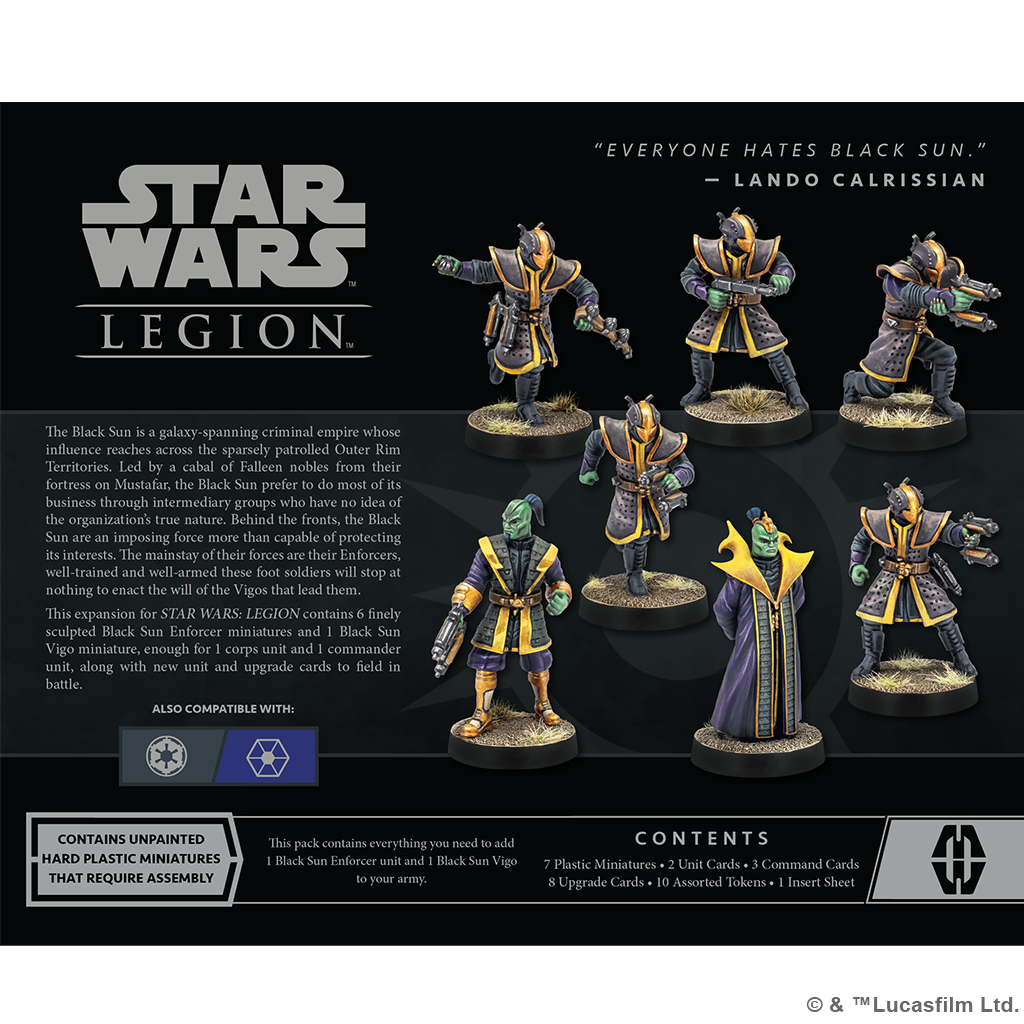 “EVERYONE HATES BLACK SUN.”
— LANDO CALRISSIAN
STAR
WARS™
LEGION™
The Black Sun is a galaxy-spanning criminal empire whose
influence reaches across the sparsely patrolled Outer Rim
Territories. Led by a cabal of Falleen nobles from their
fortress on Mustafar, the Black Sun prefer to do most of its
business through intermediary groups who have no idea of
the organization’s true nature. Behind the fronts, the Black
Sun are an imposing force more than capable of protecting
its interests. The mainstay of their forces are their Enforcers,
well-trained and well-armed these foot soldiers will stop at
nothing to enact the will of the Vigos that lead them.
This expansion for STAR WARS: LEGION contains 6 finely
sculpted Black Sun Enforcer miniatures and 1 Black Sun
Vigo miniature, enough for 1 corps unit and 1 commander
unit, along with new unit and upgrade cards to field in
battle.
ALSO COMPATIBLE WITH:
CONTAINS UNPAINTED
HARD PLASTIC MINIATURES
THAT REQUIRE ASSEMBLY
This pack contains everything you need to add
1 Black Sun Enforcer unit and 1 Black Sun Vigo
to your army.
CONTENTS
7 Plastic Miniatures • 2 Unit Cards • 3 Command Cards
8 Upgrade Cards • 10 Assorted Tokens • 1 Insert Sheet
© & ™Lucasfilm Ltd.